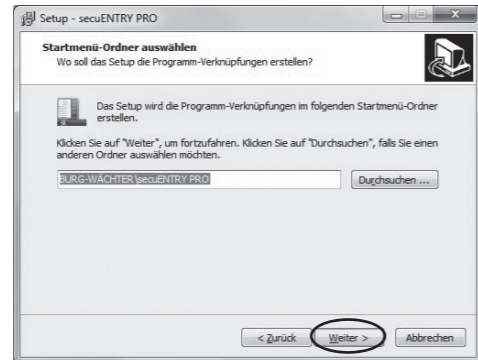 Setup - secuENTRY PRO
Startmenü-Ordner auswählen
Wo soll das Setup die Programm-Verknüpfungen erstellen?
Das Setup wird die Programm-Verknüpfungen im folgenden Startmenü-Ordner
erstellen.
Klicken Sie auf "Weiter", um fortzufahren. Klicken Sie auf "Durchsuchen", falls Sie einen
anderen Ordner auswählen möchten.
BURG-WÄCHTER\secuENTRY PRO
Durchsuchen ...
< Zurück
Weiter >
Abbrechen